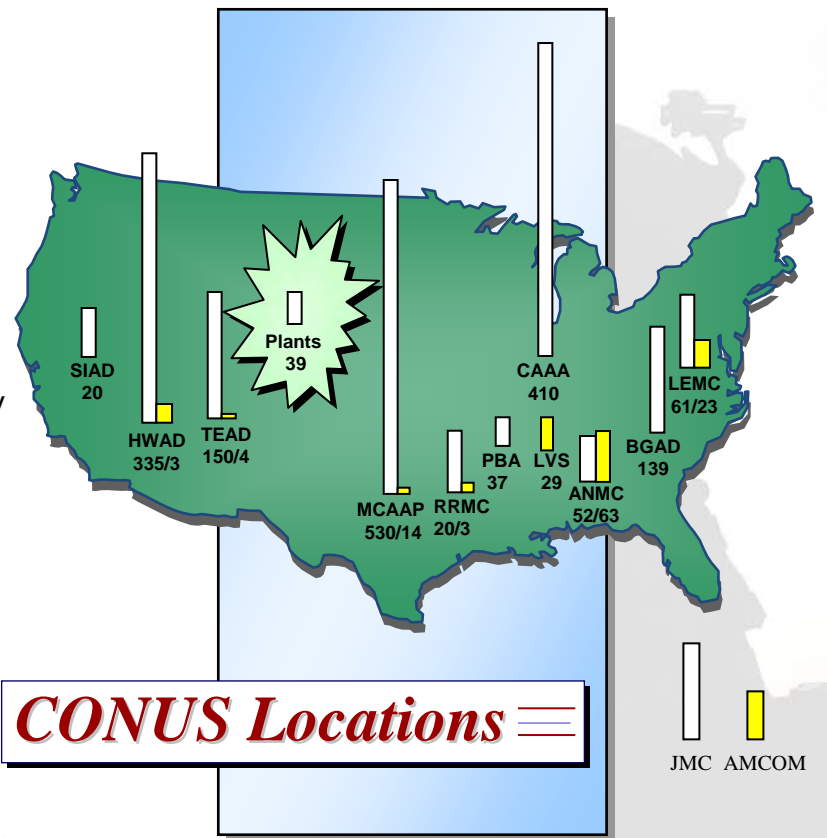 SIAD
20
HWAD
335/3
TEAD
150/4
Plants
39
MCAAP
530/14
RRMC
20/3
PBA
37
LVS
29
CAAA
410
ANMC
52/63
BGAD
139
LEMC
61/23
CONUS Locations
JMC AMCOM